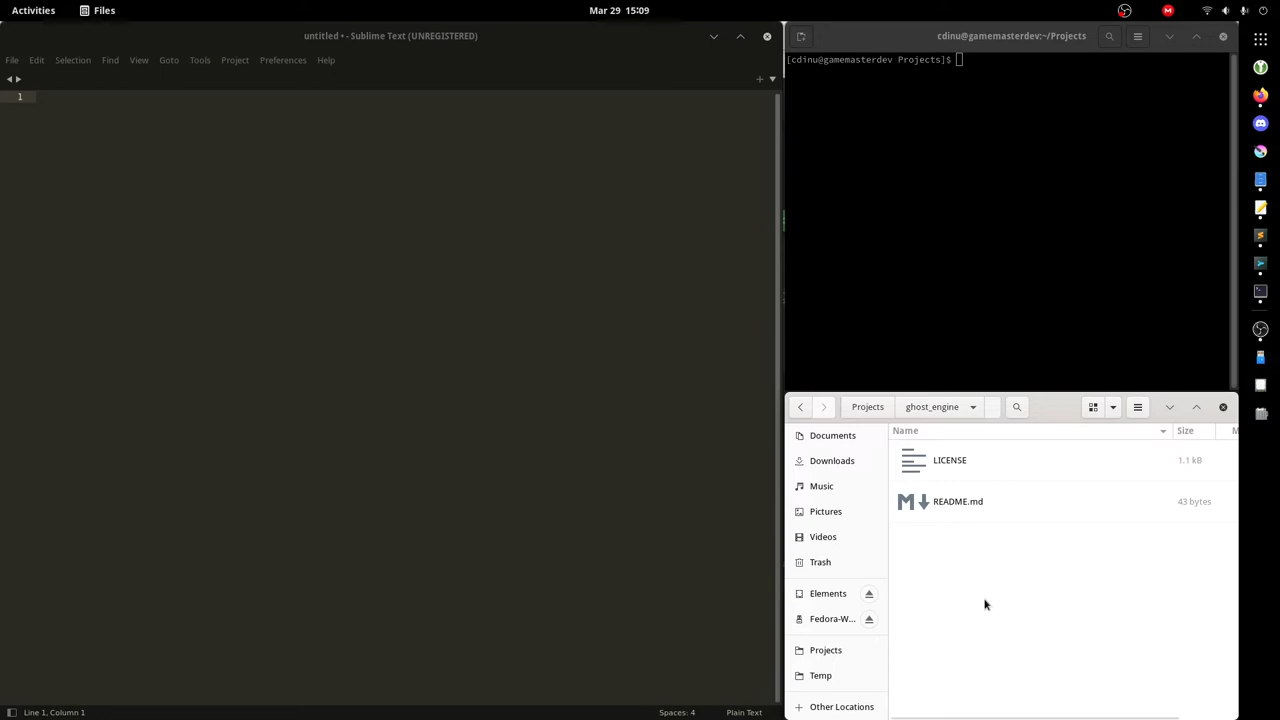 Activities Files Mar 29 15:09
untitled • - Sublime Text (UNREGISTERED)
File Edit Selection Find View Goto Tools Project Preferences Help
1
Line 1, Column 1 Spaces: 4 Plain Text
cdinu@gamemasterdev:~/Projects
[cdinu@gamemasterdev Projects]$
Projects ghost_engine
Documents
Downloads
Music
Pictures
Videos
Trash
Elements
Fedora-W...
Projects
Temp
Other Locations
Name Size M
LICENSE 1.1 kB
README.md 43 bytes